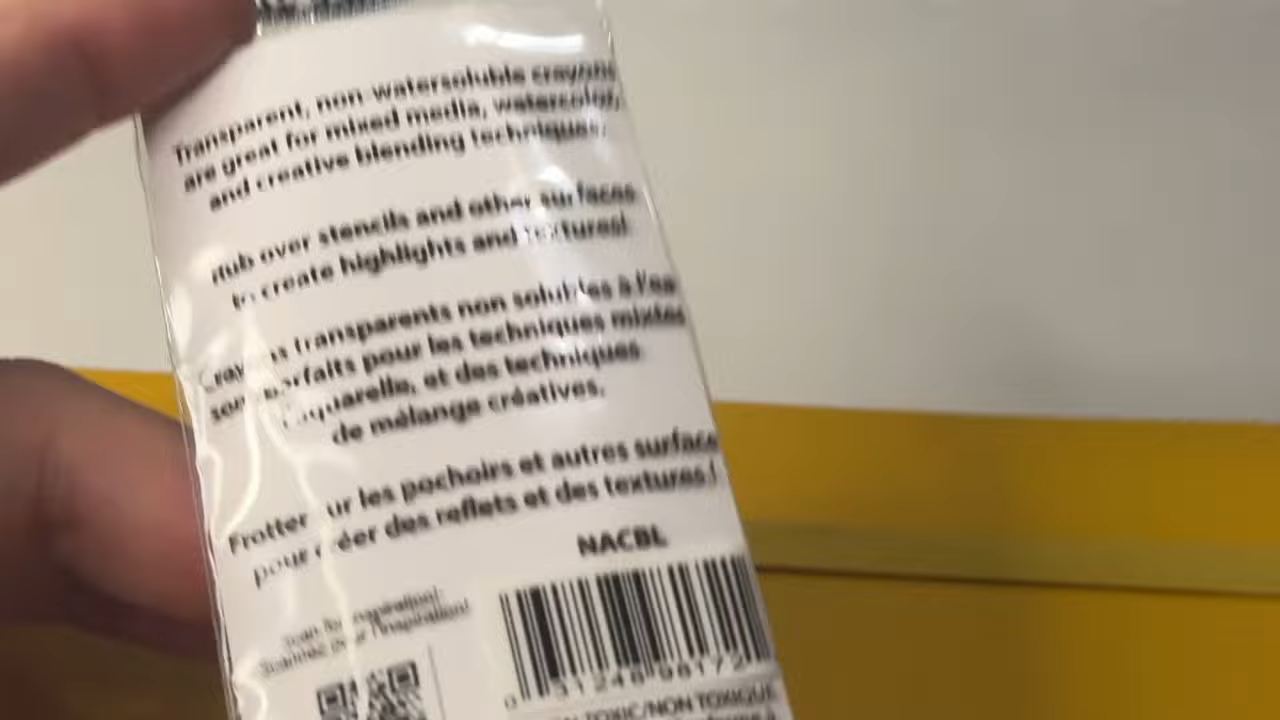 Transparent, non-watersoluble crayons
are great for mixed media, watercolor,
and creative blending techniques.
Rub over stencils and other surfaces
to create highlights and textures!
transparents non solubles à l'eau
parfaits pour les techniques mixtes
et des techniques
de mélange créatives.
Frotter sur les pochoirs et autres surfaces
pour créer des reflets et des textures!
NACBL
Scan for inspiration!
Scannez pour l'inspiration!
NON TOXIC/NON TOXIQUE